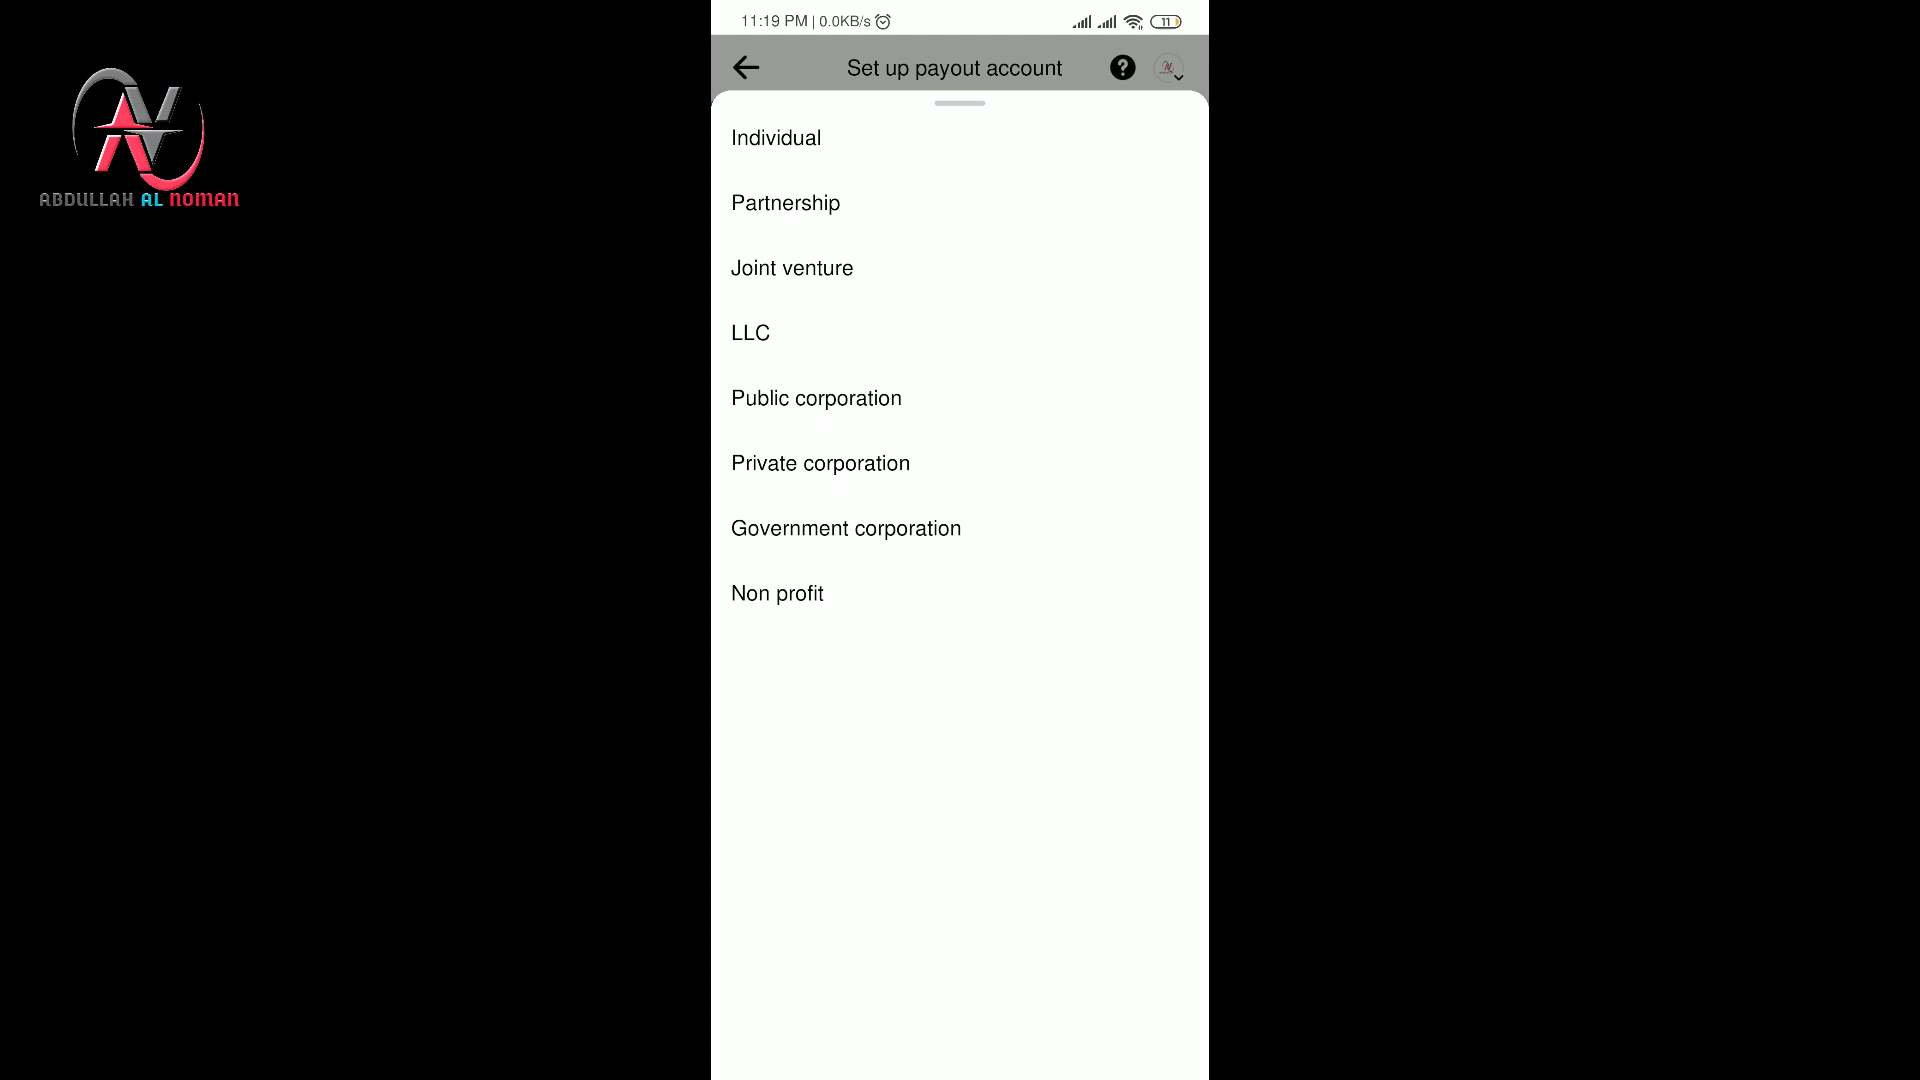 11:19 PM | 0.0KB/s
11
Set up payout account
ABDULLAH AL NOMAN
Individual
Partnership
Joint venture
LLC
Public corporation
Private corporation
Government corporation
Non profit